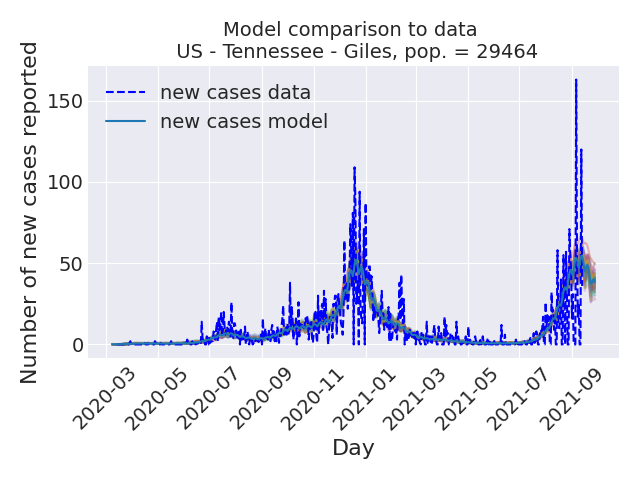 Model comparison to data
US - Tennessee - Giles, pop. = 29464
Number of new cases reported
150
100
50
0
new cases data
new cases model
2020-03
2020-05
2020-07
2020-09
2020-11
2021-01
2021-03
2021-05
2021-07
2021-09
Day